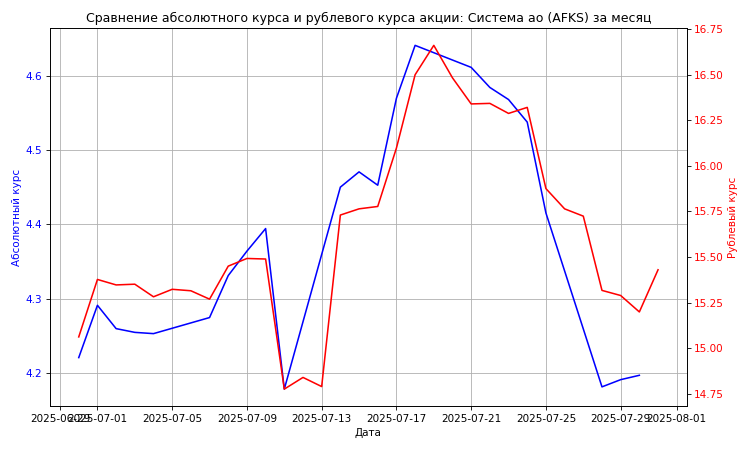 Сравнение абсолютного курса и рублевого курса акции: Система ао (AFKS) за месяц
Абсолютный курс
4.6
4.5
4.4
4.3
4.2
16.75
16.50
16.25
16.00
15.75
15.50
15.25
15.00
14.75
Рублевый курс
2025-06-29 2025-07-01 2025-07-05 2025-07-09 2025-07-13 2025-07-17 2025-07-21 2025-07-25 2025-07-29 2025-08-01
Дата